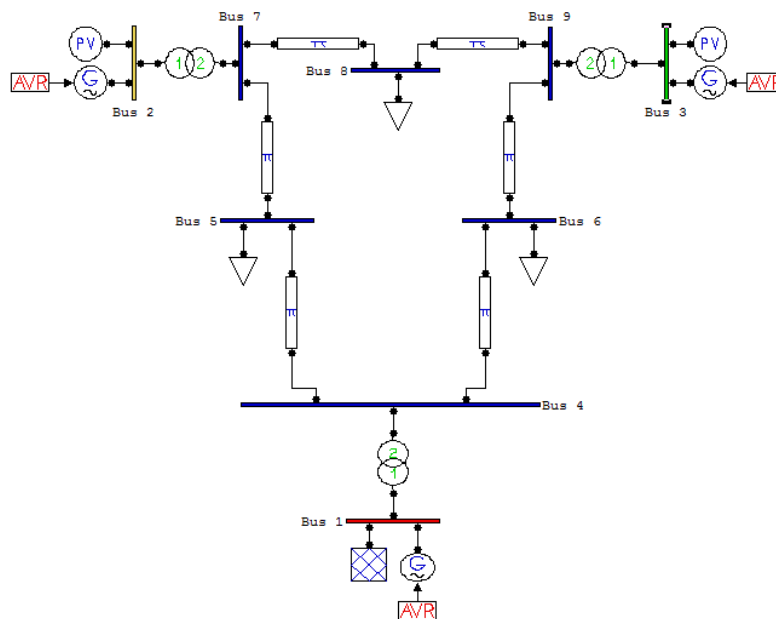 Bus 7
Bus 9
PV
π
π
PV
1 2
2 1
Bus 8
AVR
G
G
AVR
Bus 2
Bus 3
π
π
Bus 5
Bus 6
π
π
Bus 4
2
1
Bus 1
G
AVR